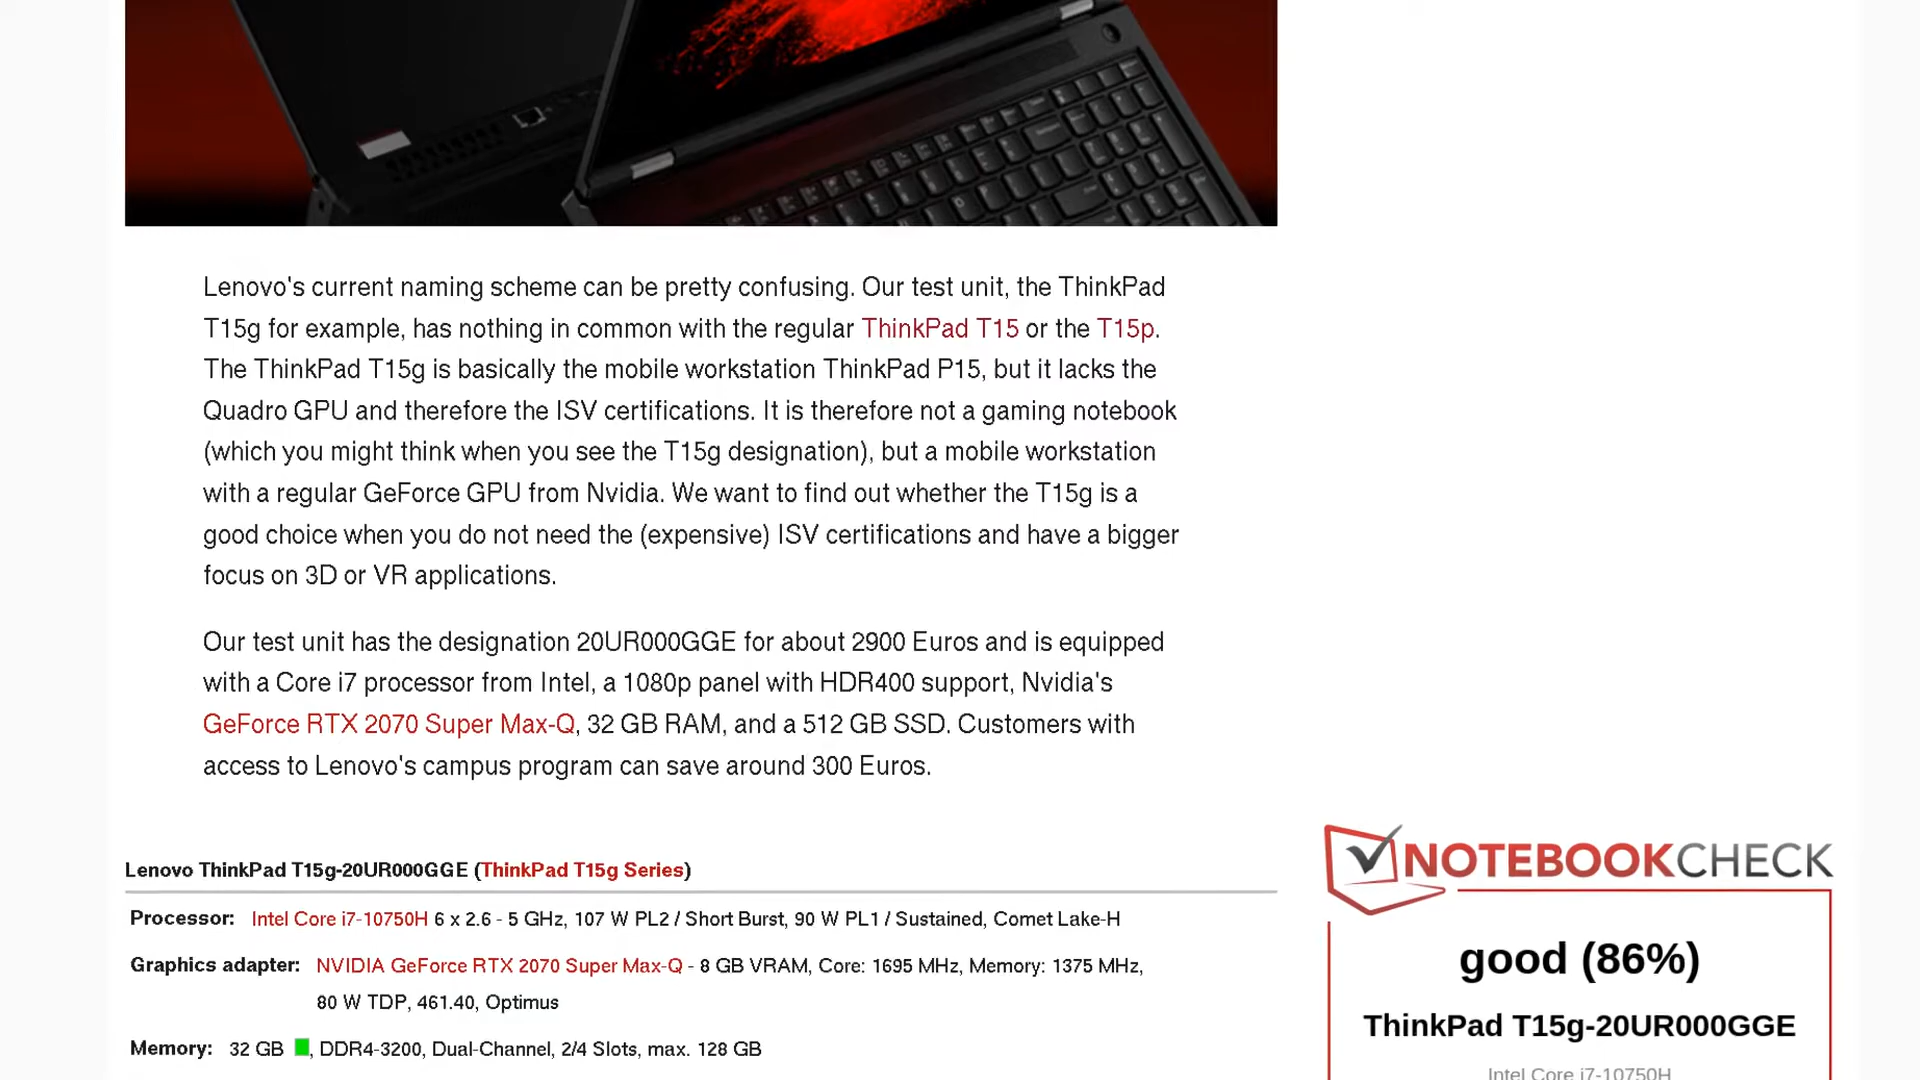 Lenovo's current naming scheme can be pretty confusing. Our test unit, the ThinkPad
T15g for example, has nothing in common with the regular ThinkPad T15 or the T15p.
The ThinkPad T15g is basically the mobile workstation ThinkPad P15, but it lacks the
Quadro GPU and therefore the ISV certifications. It is therefore not a gaming notebook
(which you might think when you see the T15g designation), but a mobile workstation
with a regular GeForce GPU from Nvidia. We want to find out whether the T15g is a
good choice when you do not need the (expensive) ISV certifications and have a bigger
focus on 3D or VR applications.
Our test unit has the designation 20UR000GGE for about 2900 Euros and is equipped
with a Core i7 processor from Intel, a 1080p panel with HDR400 support, Nvidia's
GeForce RTX 2070 Super Max-Q, 32 GB RAM, and a 512 GB SSD. Customers with
access to Lenovo's campus program can save around 300 Euros.
Lenovo ThinkPad T15g-20UR000GGE (ThinkPad T15g Series)
Processor: Intel Core i7-10750H 6 x 2.6 - 5 GHz, 107 W PL2 / Short Burst, 90 W PL1 / Sustained, Comet Lake-H
Graphics adapter: NVIDIA GeForce RTX 2070 Super Max-Q - 8 GB VRAM, Core: 1695 MHz, Memory: 1375 MHz,
80 W TDP, 461.40, Optimus
Memory: 32 GB , DDR4-3200, Dual-Channel, 2/4 Slots, max. 128 GB
NOTEBOOKCHECK
good (86%)
ThinkPad T15g-20UR000GGE
Intel Core i7-10750H